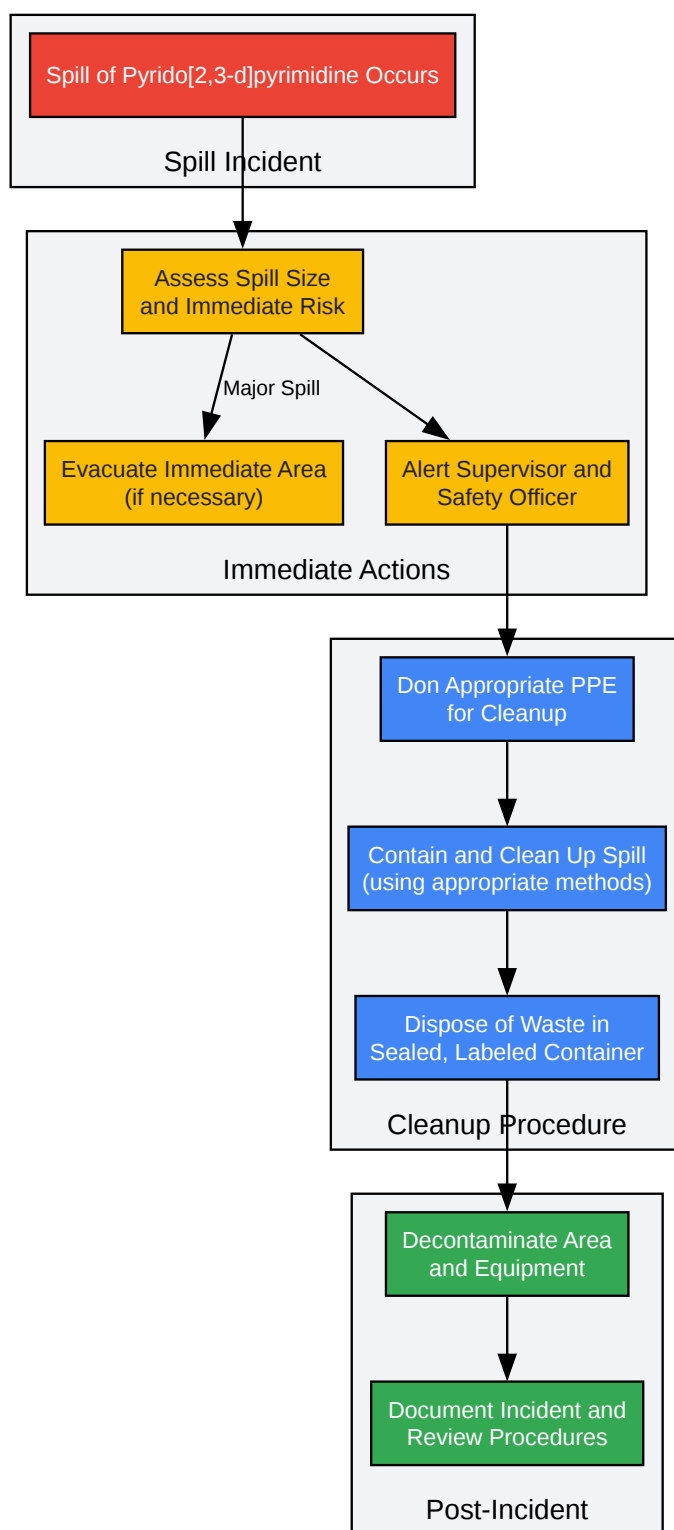 Spill of Pyrido[2,3-d]pyrimidine Occurs
Spill Incident
Assess Spill Size
and Immediate Risk
Major Spill
Evacuate Immediate Area
(if necessary)
Alert Supervisor and
Safety Officer
Immediate Actions
Don Appropriate PPE
for Cleanup
Contain and Clean Up Spill
(using appropriate methods)
Dispose of Waste in
Sealed, Labeled Container
Cleanup Procedure
Decontaminate Area
and Equipment
Document Incident and
Review Procedures
Post-Incident